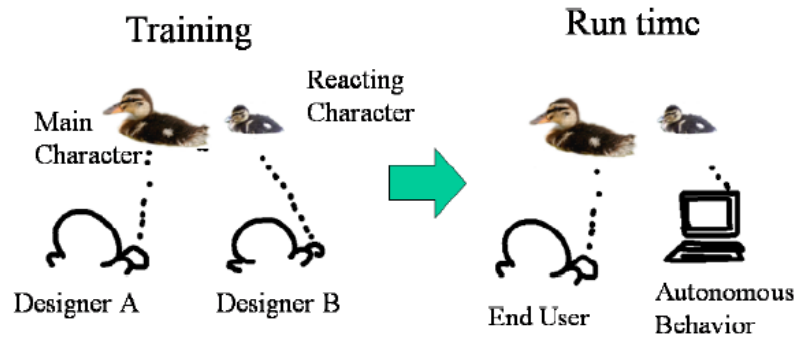 Training
Run time
Reacting
Character
Main
Character
Designer A
Designer B
End User
Autonomous
Behavior